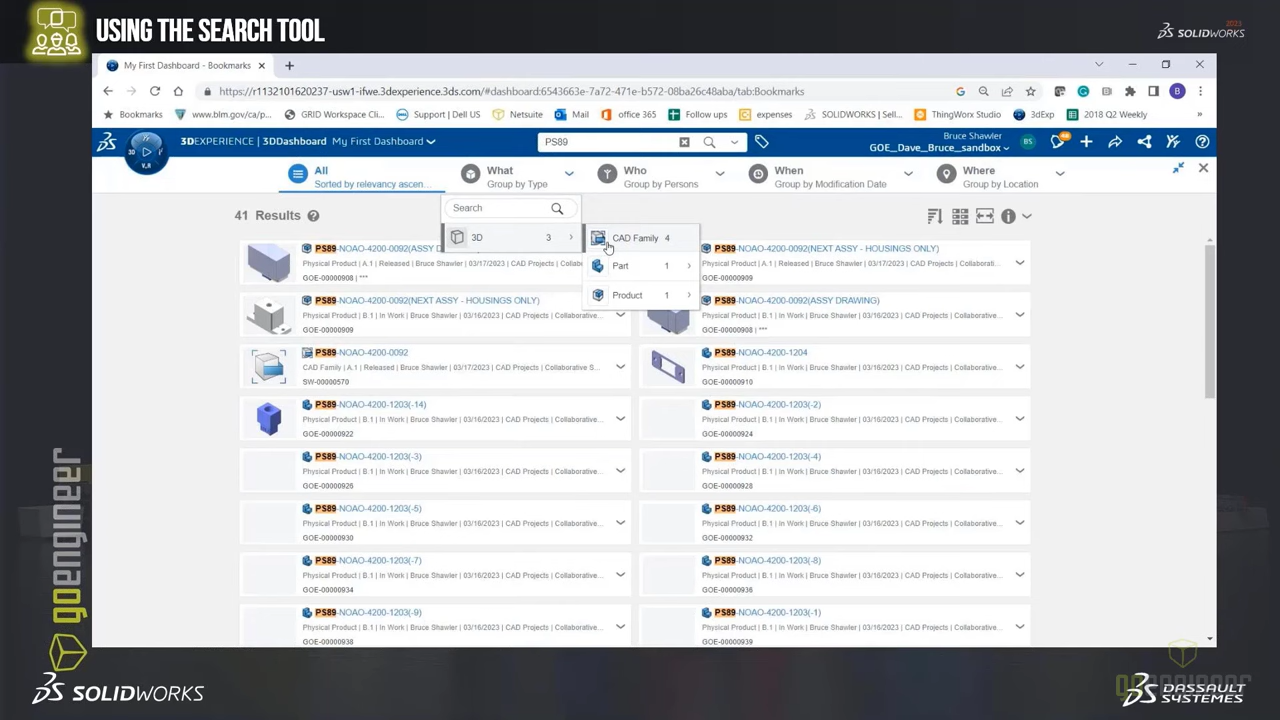 USING THE SEARCH TOOL
2023
SOLIDWORKS
My First Dashboard - Bookmarks
https://r1132101620237-usw1-ifwe.3dexperience.3ds.com/#dashboard:6543663e-7a72-471e-b572-08ba26c48aba/tab:Bookmarks
B
Bookmarks
www.blm.gov/ca/p...
GRID Workspace Cli...
Support | Dell US
Netsuite
Mail
office 365
Follow ups
expenses
SOLIDWORKS | Sell...
ThingWorx Studio
3dExp
2018 Q2 Weekly
»
3DEXPERIENCE | 3DDashboard My First Dashboard
PS89
Bruce Shawler
GOE_Dave_Bruce_sandbox
BS
3D
V.R
All
Sorted by relevancy ascen...
What
Group by Type
Who
Group by Persons
When
Group by Modification Date
Where
Group by Location
Search
41 Results
3D 3
CAD Family 4
Part 1
Product 1
PS89-NOAO-4200-0092(ASSY D
Physical Product | A.1 | Released | Bruce Shawler | 03/17/2023 | CAD Projects | Collabo
GOE-00000908 | ***
PS89-NOAO-4200-0092(NEXT ASSY - HOUSINGS ONLY)
| A.1 | Released | Bruce Shawler | 03/17/2023 | CAD Projects | Collaborati...
GOE-00000909
PS89-NOAO-4200-0092(NEXT ASSY - HOUSINGS ONLY)
Physical Product | B.1 | In Work | Bruce Shawler | 03/16/2023 | CAD Projects | Collaborative
GOE-00000909
PS89-NOAO-4200-0092(ASSY DRAWING)
Physical Product | B.1 | In Work | Bruce Shawler | 03/16/2023 | CAD Projects | Collaborative...
GOE-00000908 | ***
PS89-NOAO-4200-0092
CAD Family | A.1 | Released | Bruce Shawler | 03/17/2023 | CAD Projects | Collaborative S...
SW-00000570
PS89-NOAO-4200-1204
Physical Product | B.1 | In Work | Bruce Shawler | 03/16/2023 | CAD Projects | Collaborative...
GOE-00000910
PS89-NOAO-4200-1203(-14)
Physical Product | B.1 | In Work | Bruce Shawler | 03/16/2023 | CAD Projects | Collaborative...
GOE-00000922
PS89-NOAO-4200-1203(-2)
Physical Product | B.1 | In Work | Bruce Shawler | 03/16/2023 | CAD Projects | Collaborative...
GOE-00000924
PS89-NOAO-4200-1203(-3)
Physical Product | B.1 | In Work | Bruce Shawler | 03/16/2023 | CAD Projects | Collaborative...
GOE-00000926
PS89-NOAO-4200-1203(-4)
Physical Product | B.1 | In Work | Bruce Shawler | 03/16/2023 | CAD Projects | Collaborative...
GOE-00000928
PS89-NOAO-4200-1203(-5)
Physical Product | B.1 | In Work | Bruce Shawler | 03/16/2023 | CAD Projects | Collaborative...
GOE-00000930
PS89-NOAO-4200-1203(-6)
Physical Product | B.1 | In Work | Bruce Shawler | 03/16/2023 | CAD Projects | Collaborative...
GOE-00000932
PS89-NOAO-4200-1203(-7)
Physical Product | B.1 | In Work | Bruce Shawler | 03/16/2023 | CAD Projects | Collaborative...
GOE-00000934
PS89-NOAO-4200-1203(-8)
Physical Product | B.1 | In Work | Bruce Shawler | 03/16/2023 | CAD Projects | Collaborative...
GOE-00000936
PS89-NOAO-4200-1203(-9)
Physical Product | B.1 | In Work | Bruce Shawler | 03/16/2023 | CAD Projects | Collaborative...
GOE-00000938
PS89-NOAO-4200-1203(-1)
Physical Product | B.1 | In Work | Bruce Shawler | 03/16/2023 | CAD Projects | Collaborative...
GOE-00000939
goengineer
SOLIDWORKS
DASSAULT
SYSTEMES